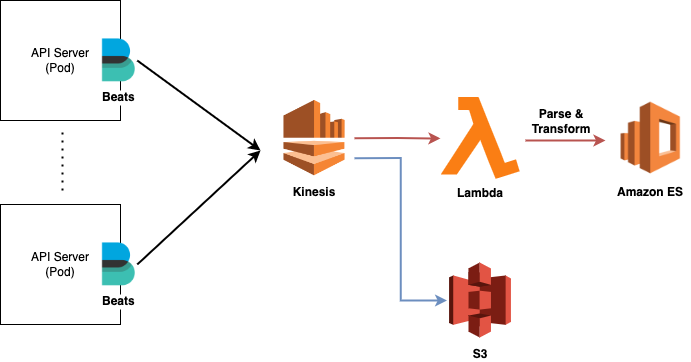 API Server
(Pod)
Beats
Kinesis
Lambda
Parse &
Transform
Amazon ES
API Server
(Pod)
Beats
S3